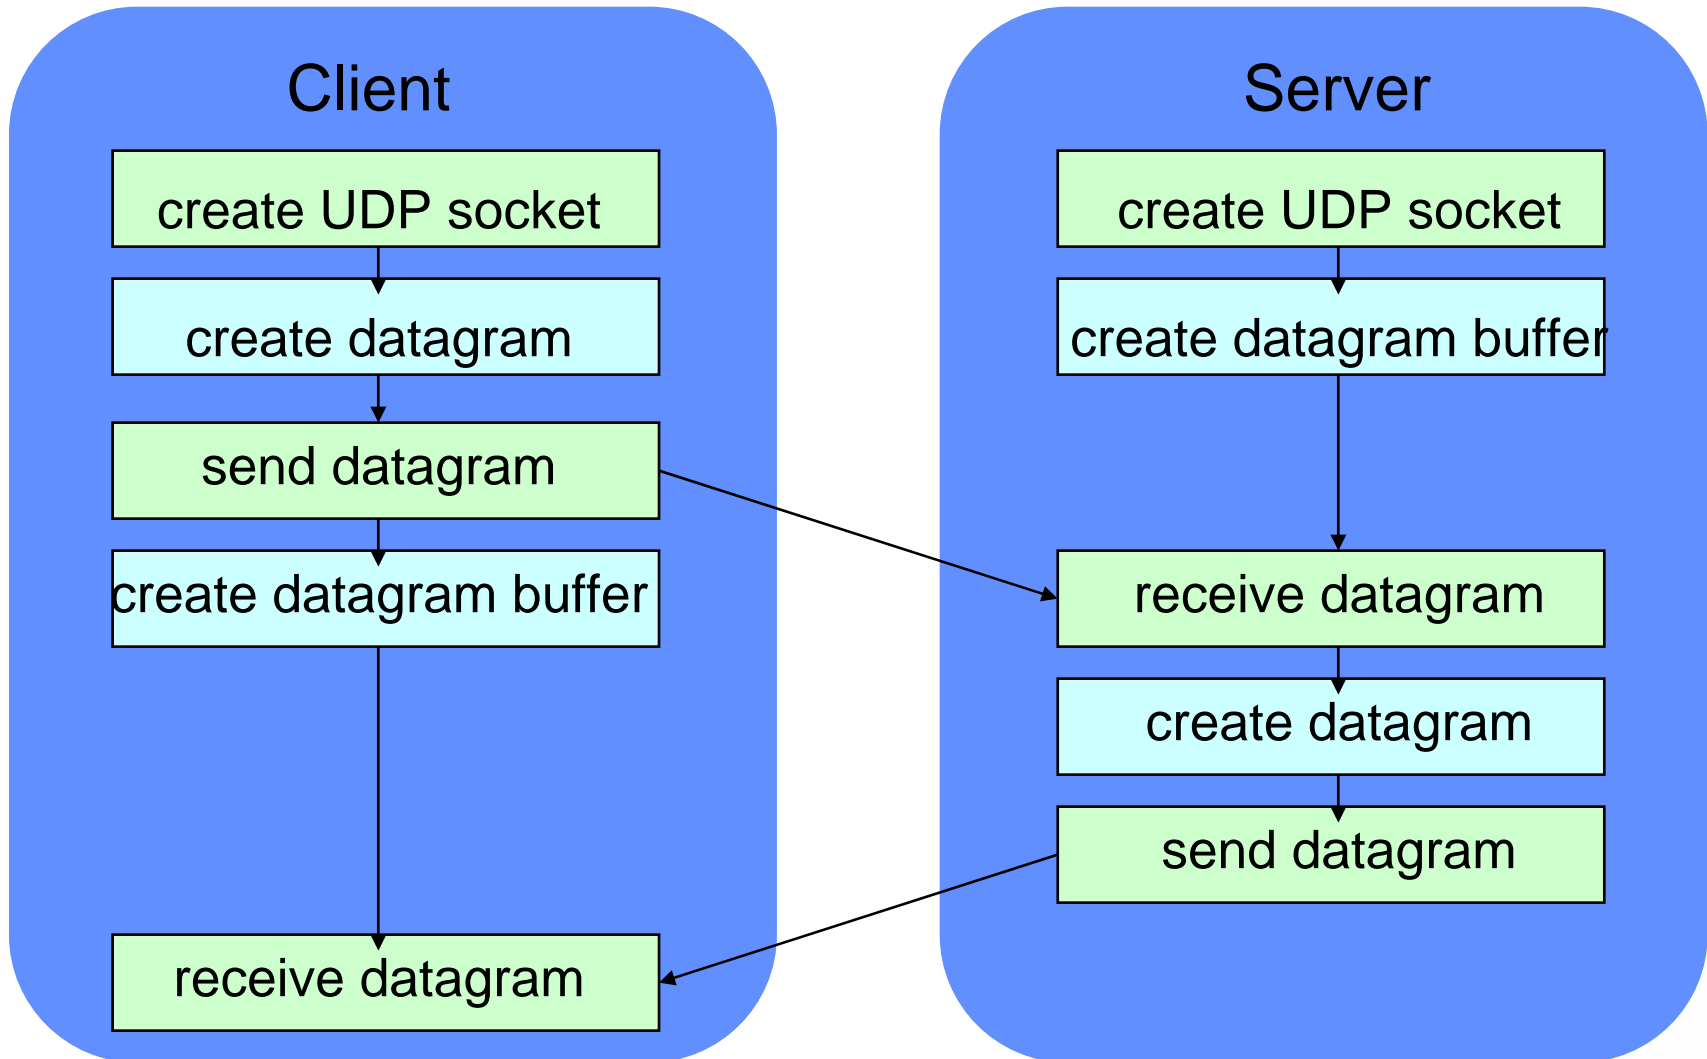 Client
create UDP socket
create datagram
send datagram
create datagram buffer
receive datagram
Server
create UDP socket
create datagram buffer
receive datagram
create datagram
send datagram